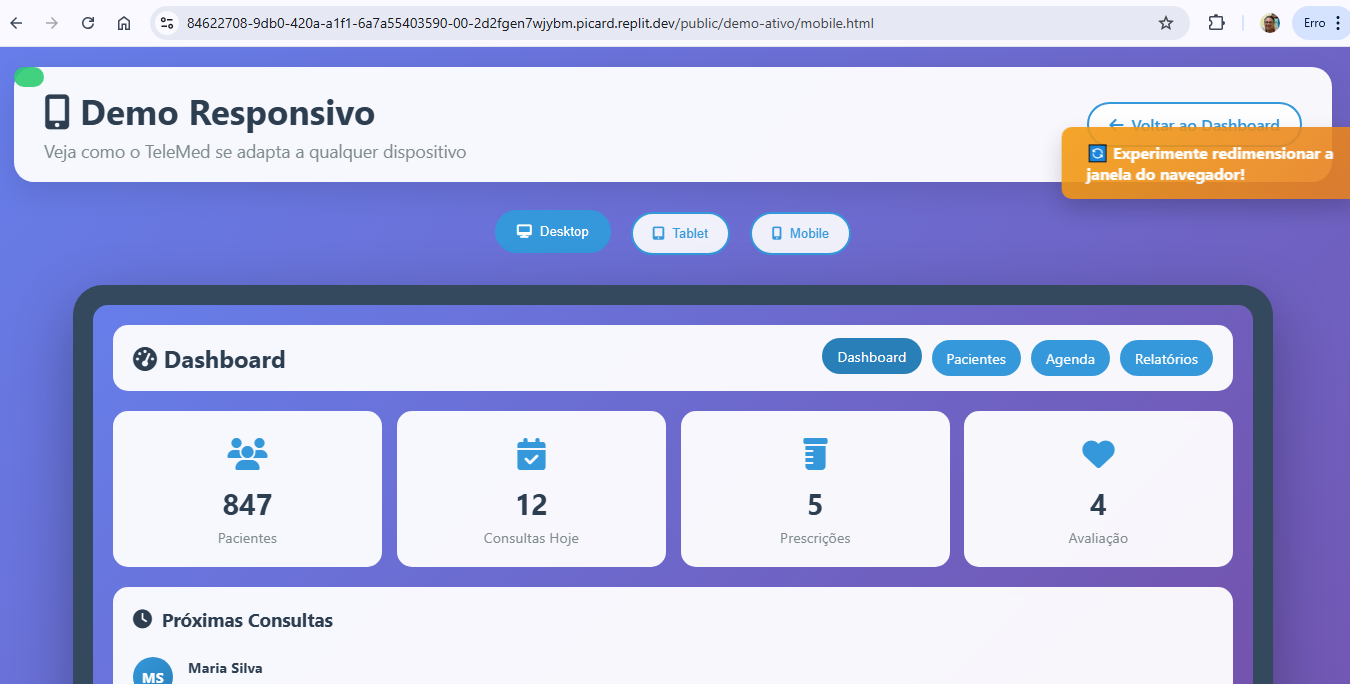 84622708-9db0-420a-a1f1-6a7a55403590-00-2d2fgen7wjybm.picard.replit.dev/public/demo-ativo/mobile.html
Erro
Demo Responsivo
Veja como o TeleMed se adapta a qualquer dispositivo
Voltar ao Dashboard
Experimente redimensionar a
janela do navegador!
Desktop
Tablet
Mobile
Dashboard
Dashboard
Pacientes
Agenda
Relatórios
847
Pacientes
12
Consultas Hoje
5
Prescrições
4
Avaliação
Próximas Consultas
MS
Maria Silva